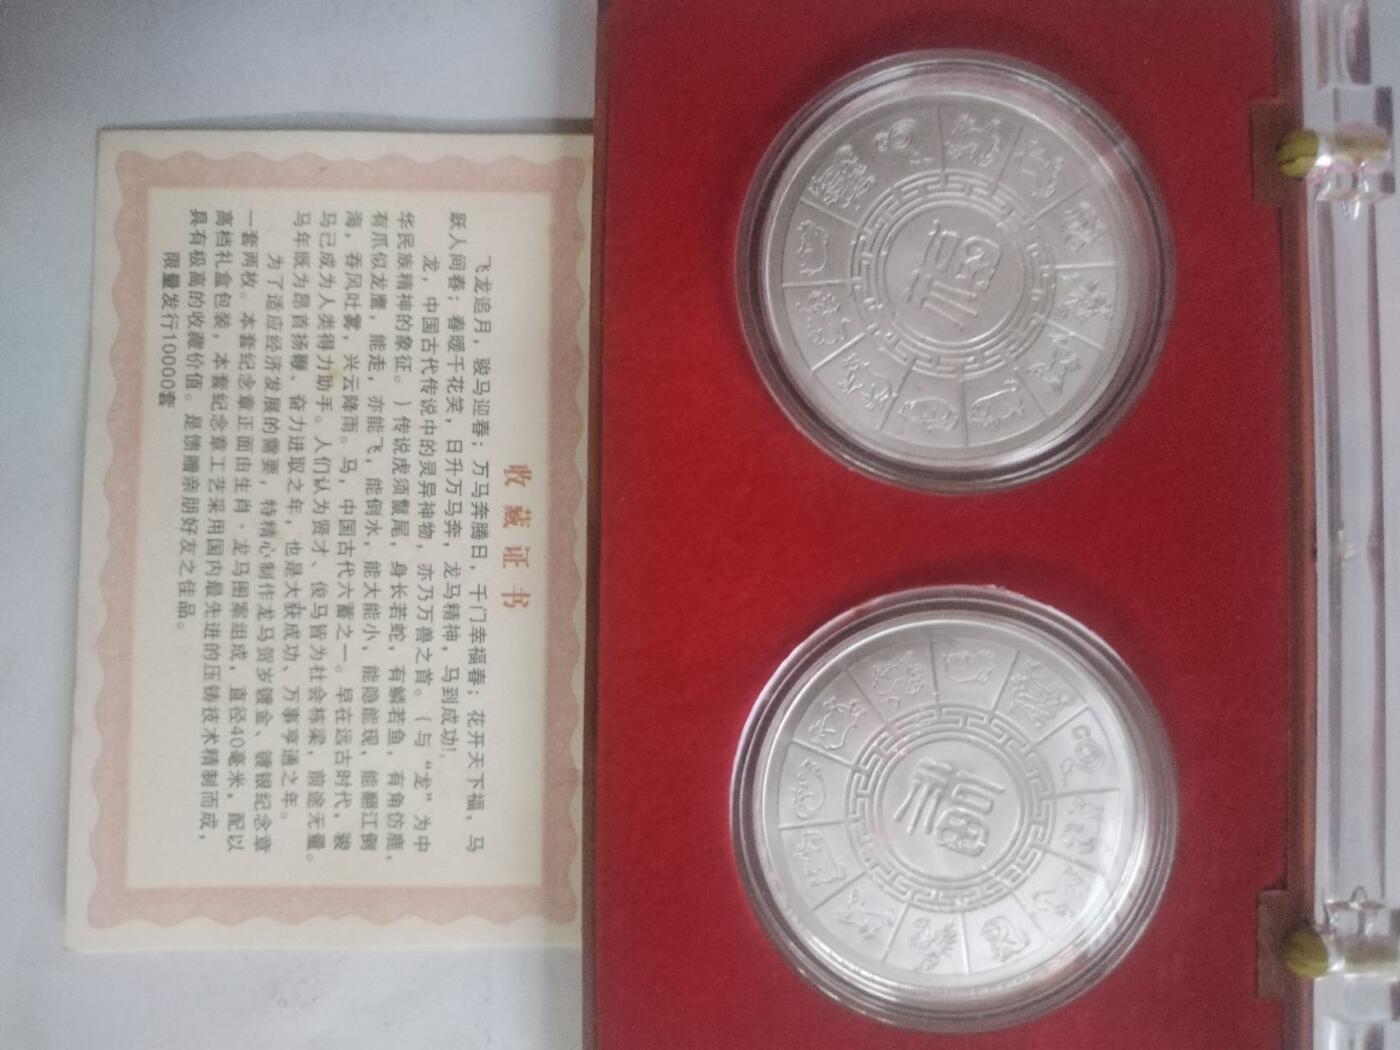 收藏证书
飞龙追月，骏马迎春；万马奔腾日，千门幸福春；花开天下福，马
跃人间春；春暖千花笑，日升万马奔，龙马精神，马到成功！
龙，中国古代传说中的灵异神物，亦乃万兽之首。（与“龙”为中
华民族精神的象征。）传说虎须鬣尾，身长若蛇，有鳞若鱼，有角仿鹿，
有爪似龙鹰，能走，亦能飞，能倒水，能大能小，能隐能现，能翻江倒
海，吞风吐雾，兴云降雨。马，中国古代六蓄之一。早在远古时代，骏
马已成为人类得力助手。人们认为贤才、俊马皆为社会栋梁，前途无量。
马年既为昂首扬鞭、奋力进取之年，也是大获成功、万事亨通之年。
为了适应经济发展的需要，特精心制作龙马贺岁镀金、镀银纪念章
一套两枚。本套纪念章正面由生肖·龙马图案组成，直径40毫米，配以
高档礼盒包装，本套纪念章工艺采用国内最先进的压铸技术精制而成，
具有极高的收藏价值。是馈赠亲朋好友之佳品。
限量发行10000套
福
福